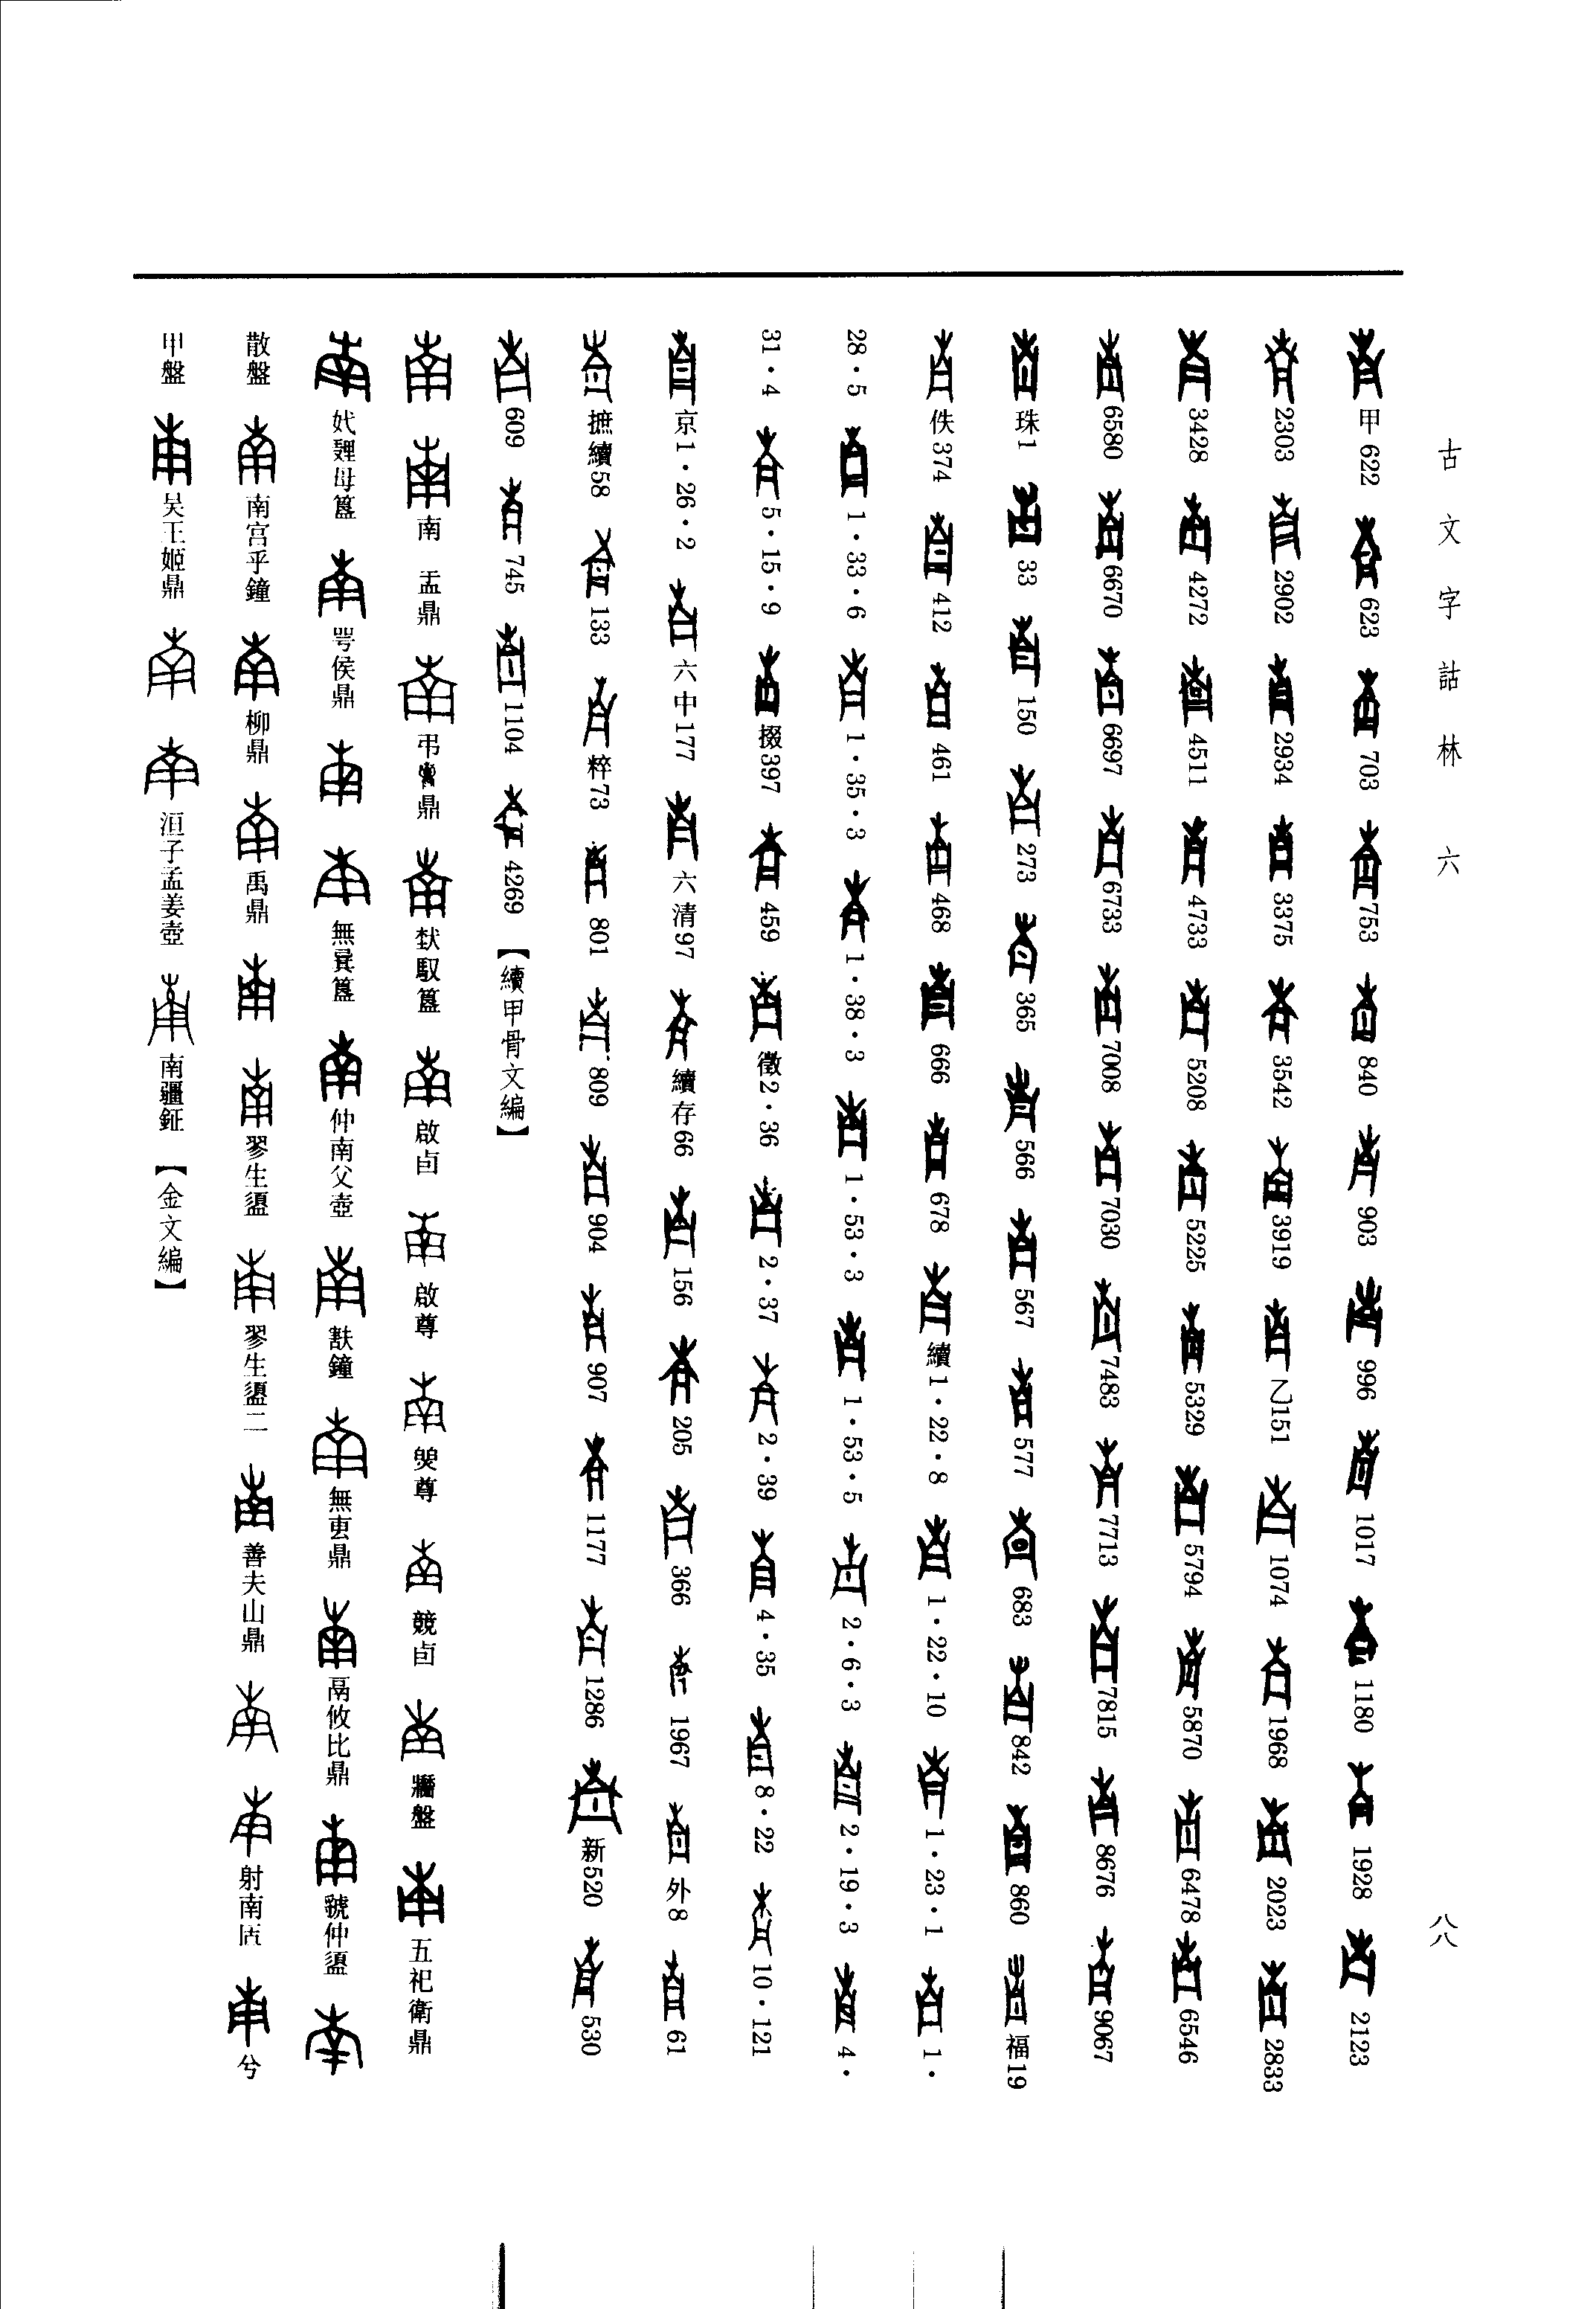 古文字詁林 六 八八
甲622 623 703 753 840 903 996 1017 1180 1928 2123
2303 2902 2934 3375 3542 3919 乙151 1074 1968 2023 2833
3428 4272 4511 4733 5208 5225 5329 5794 5870 6478 6546
6580 6670 6697 6733 7008 7030 7483 7713 7815 8676 9067
珠1 33 150 273 365 566 567 577 683 842 860 福19
佚374 412 461 468 666 678 續1·22·8 1·22·10 1·23·1 1·
28·5 1·33·6 1·35·3 1·38·3 1·53·3 1·53·5 2·6·3 2·19·3 4·
31·4 5·15·9 掇397 459 徵2·36 2·37 2·39 4·35 8·22 10·121
京1·26·2 六中177 六清97 續存66 156 205 366 1967 外8 61
摭續58 133 粹73 801 809 904 907 1177 1286 新520 530
609 745 1104 4269 【續甲骨文編】
南 盂鼎 弔鼎 馭簋 啟卣 啟尊 尊 競卣 牆盤 五祀衛鼎
母簋 侯鼎 無㠱簋 仲南父壺 㝬鐘 無叀鼎 鬲攸比鼎 虢仲盨
散盤 南宮乎鐘 柳鼎 禹鼎 翏生盨 翏生盨二 善夫山鼎 射南 兮
甲盤 吴王姬鼎 洹子孟姜壺 南疆鉦 【金文編】